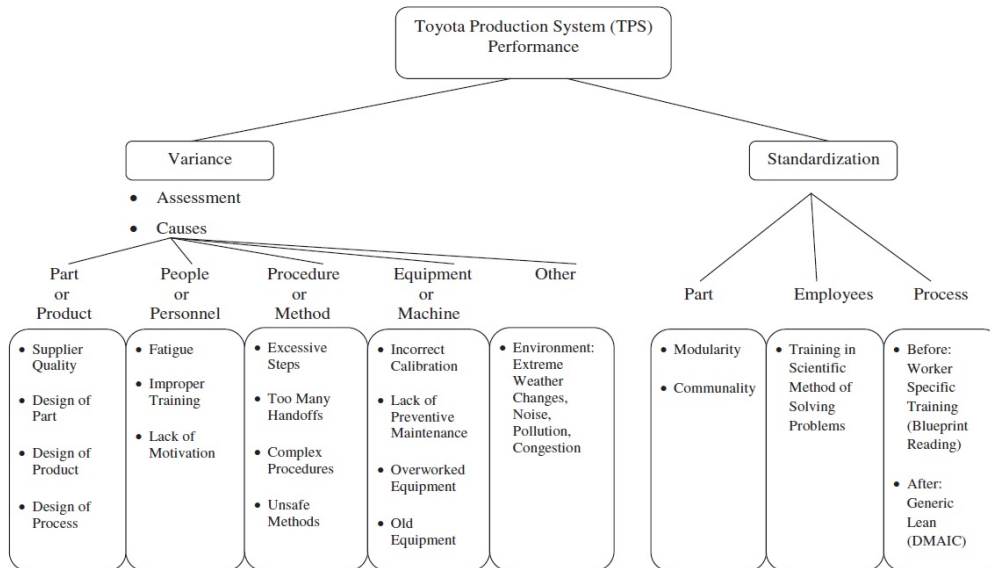 Toyota Production System (TPS)
Performance
Variance
Standardization
• Assessment
• Causes
Part
or
Product
People
or
Personnel
Procedure
or
Method
Equipment
or
Machine
Other
Part
Employees
Process
• Supplier
Quality
• Design of
Part
• Design of
Product
• Design of
Process
• Fatigue
• Improper
Training
• Lack of
Motivation
• Excessive
Steps
• Too Many
Handoffs
• Complex
Procedures
• Unsafe
Methods
• Incorrect
Calibration
• Lack of
Preventive
Maintenance
• Overworked
Equipment
• Old
Equipment
• Environment:
Extreme
Weather
Changes,
Noise,
Pollution,
Congestion
• Modularity
• Communality
• Training in
Scientific
Method of
Solving
Problems
• Before:
Worker
Specific
Training
(Blueprint
Reading)
• After:
Generic
Lean
(DMAIC)